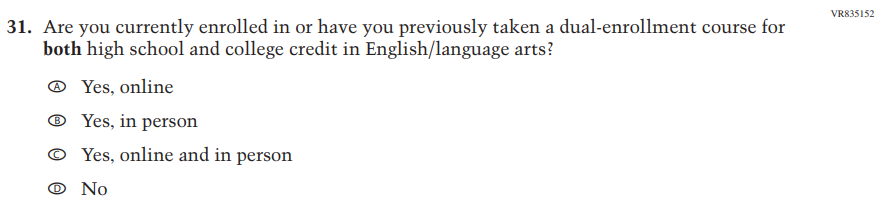 VR835152
31. Are you currently enrolled in or have you previously taken a dual-enrollment course for
both high school and college credit in English/language arts?
A Yes, online
B Yes, in person
C Yes, online and in person
D No